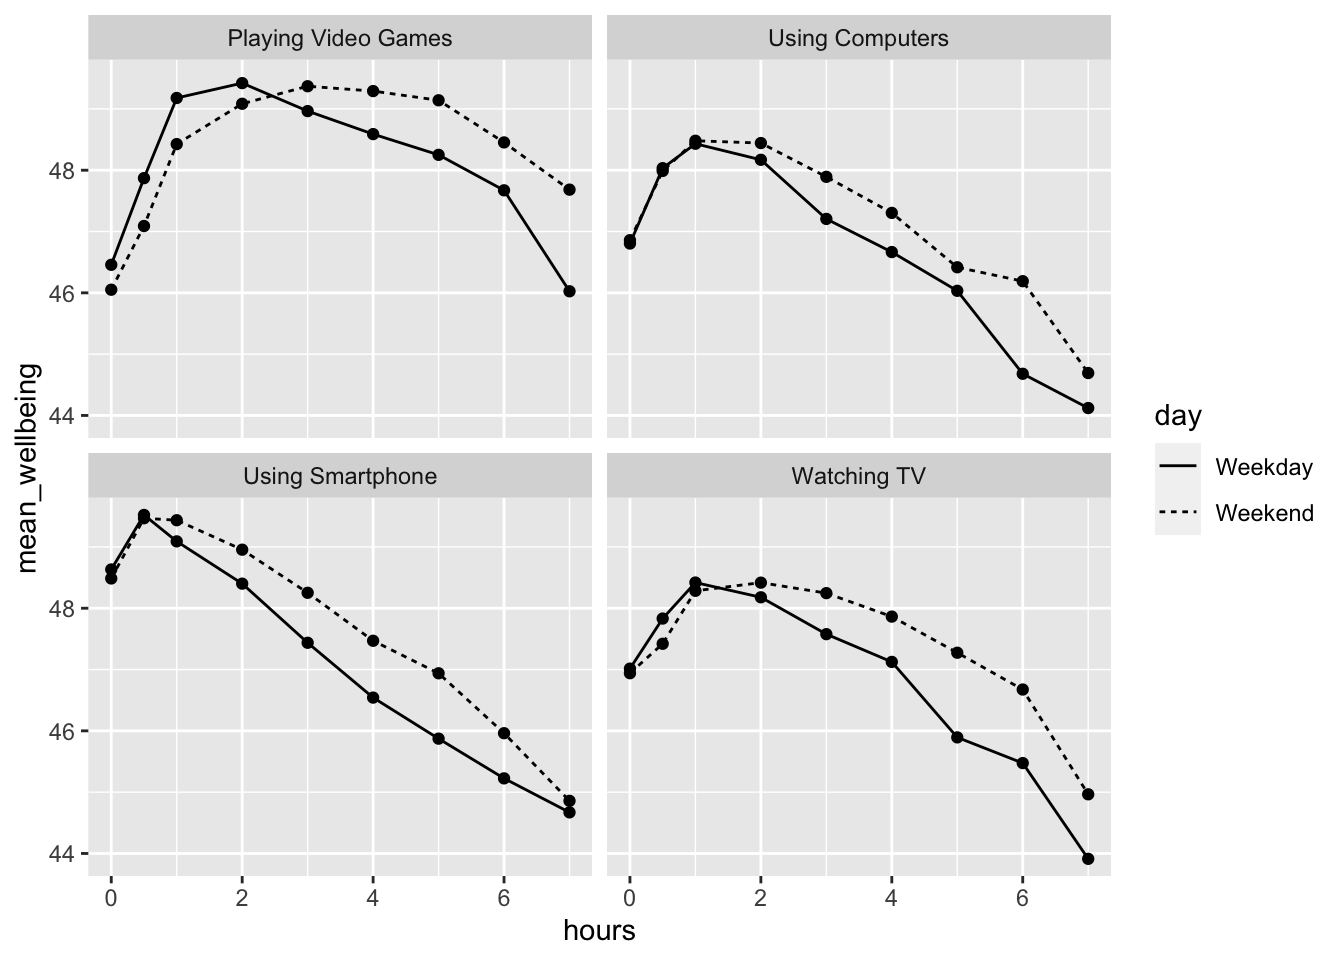 Playing Video Games
Using Computers
48
46
44
mean_wellbeing
Using Smartphone
Watching TV
48
46
44
0 2 4 6
0 2 4 6
hours
day
Weekday
Weekend